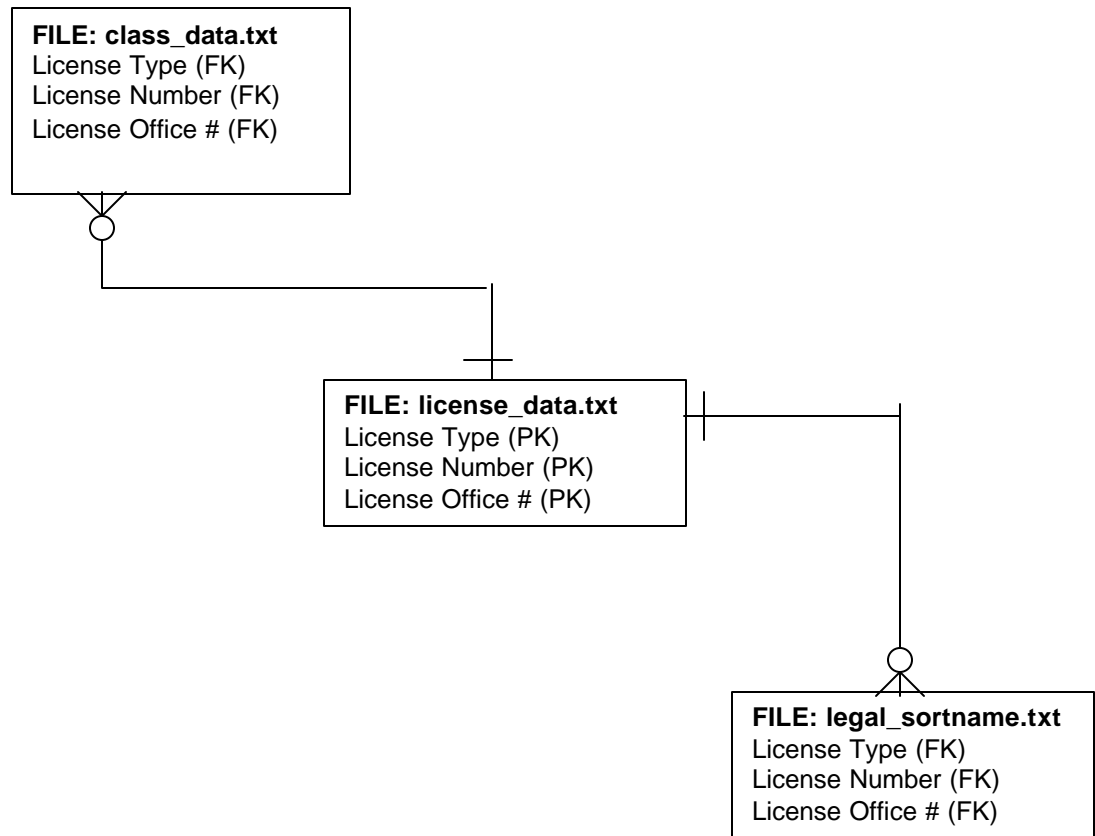 FILE: class_data.txt
License Type (FK)
License Number (FK)
License Office # (FK)
FILE: license_data.txt
License Type (PK)
License Number (PK)
License Office # (PK)
FILE: legal_sortname.txt
License Type (FK)
License Number (FK)
License Office # (FK)